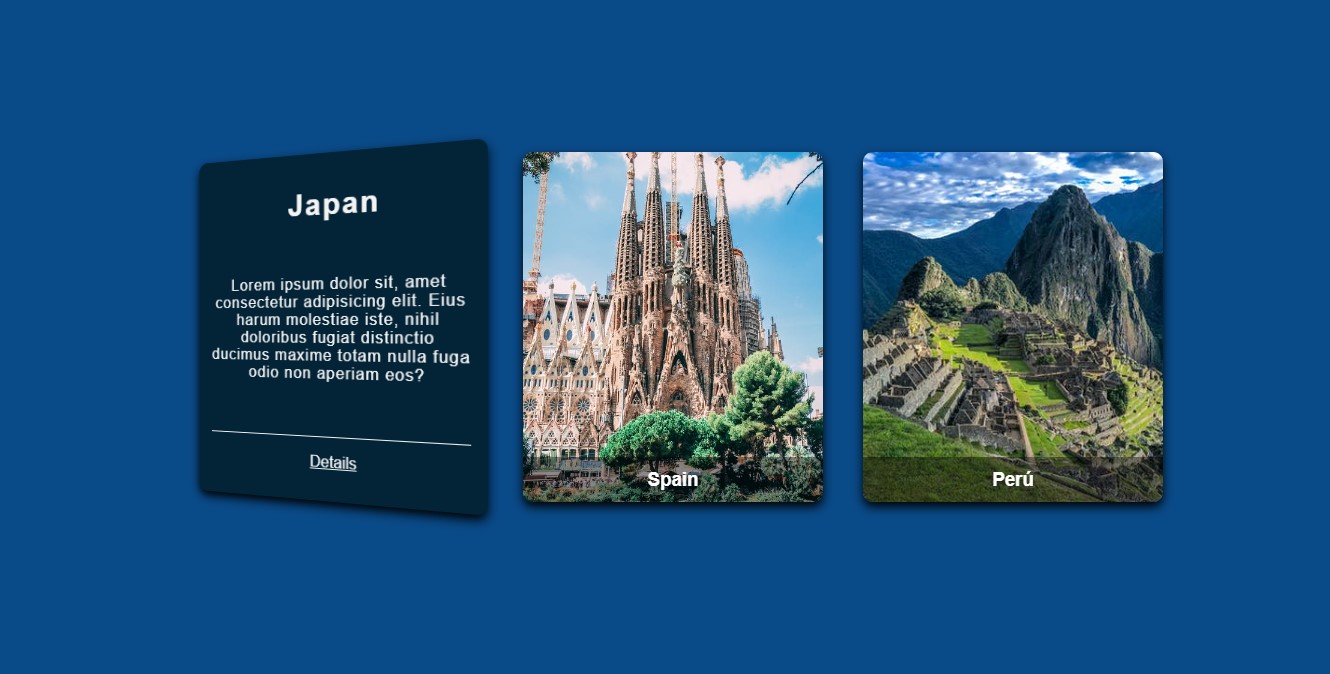 Japan
Lorem ipsum dolor sit, amet
consectetur adipisicing elit. Eius
harum molestiae iste, nihil
doloribus fugiat distinctio
ducimus maxime totam nulla fuga
odio non aperiam eos?
Details
Spain
Perú